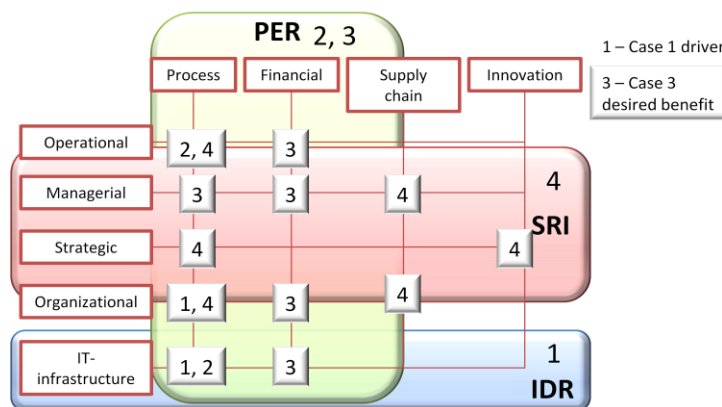 PER 2, 3
1 – Case 1 driver
Process
Financial
Supply
chain
Innovation
3 – Case 3
desired benefit
Operational
2, 4
3
Managerial
3
3
4
4
SRI
Strategic
4
4
Organizational
1, 4
3
4
IT-
infrastructure
1, 2
3
1
IDR